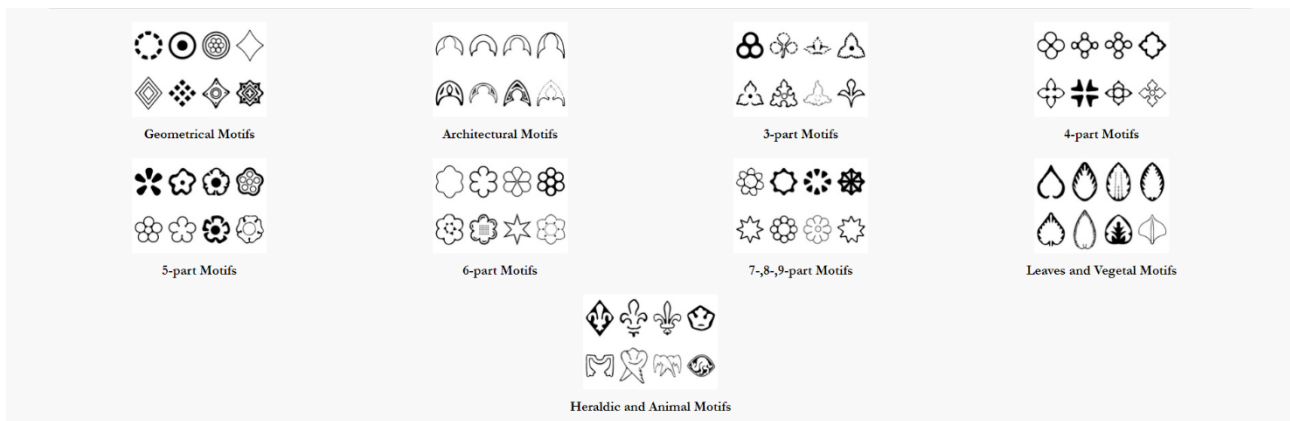 Geometrical Motifs
Architectural Motifs
3-part Motifs
4-part Motifs
5-part Motifs
6-part Motifs
7-,8-,9-part Motifs
Leaves and Vegetal Motifs
Heraldic and Animal Motifs